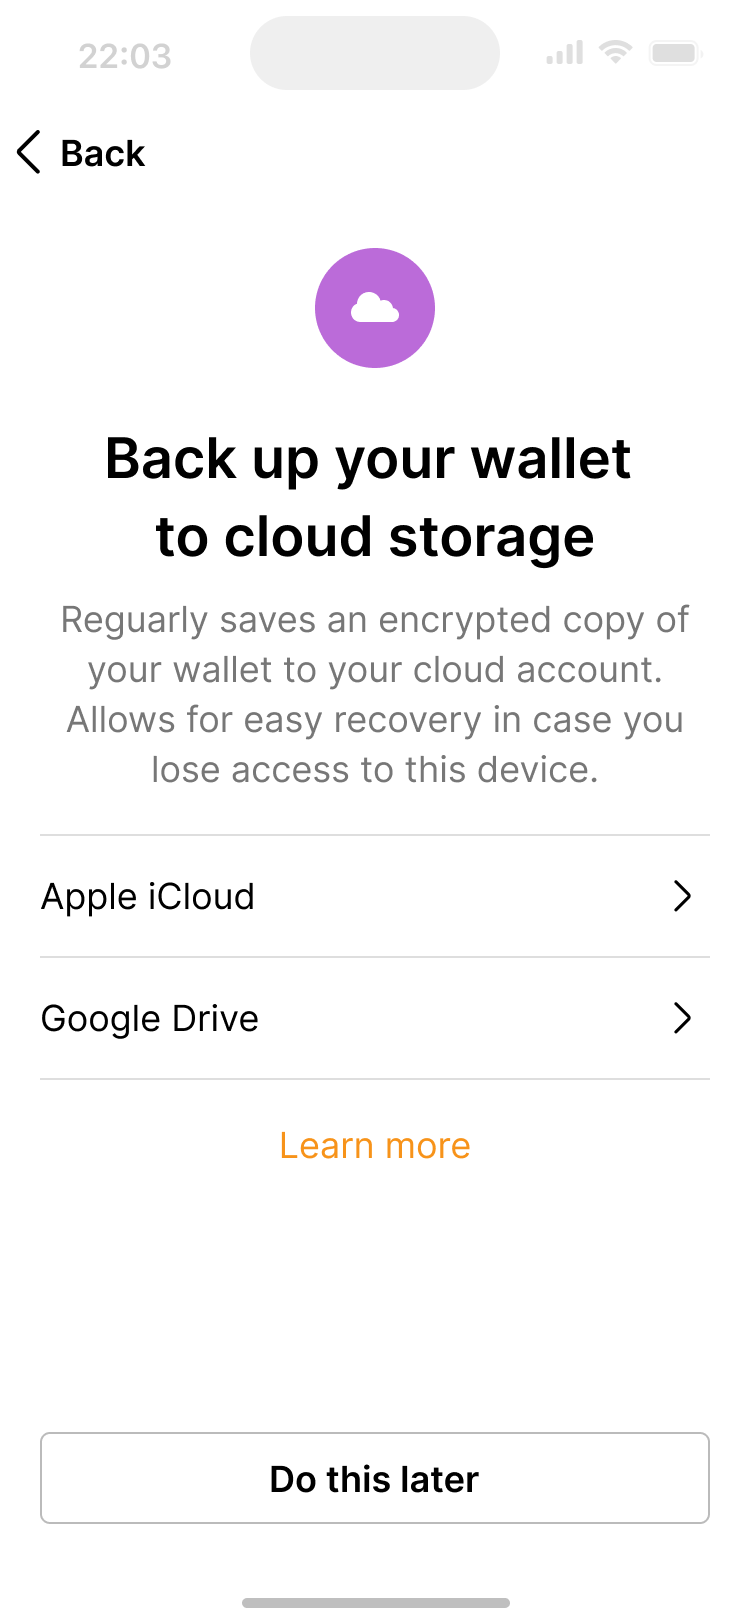 22:03
Back
Back up your wallet
to cloud storage
Reguarly saves an encrypted copy of
your wallet to your cloud account.
Allows for easy recovery in case you
lose access to this device.
Apple iCloud
Google Drive
Learn more
Do this later